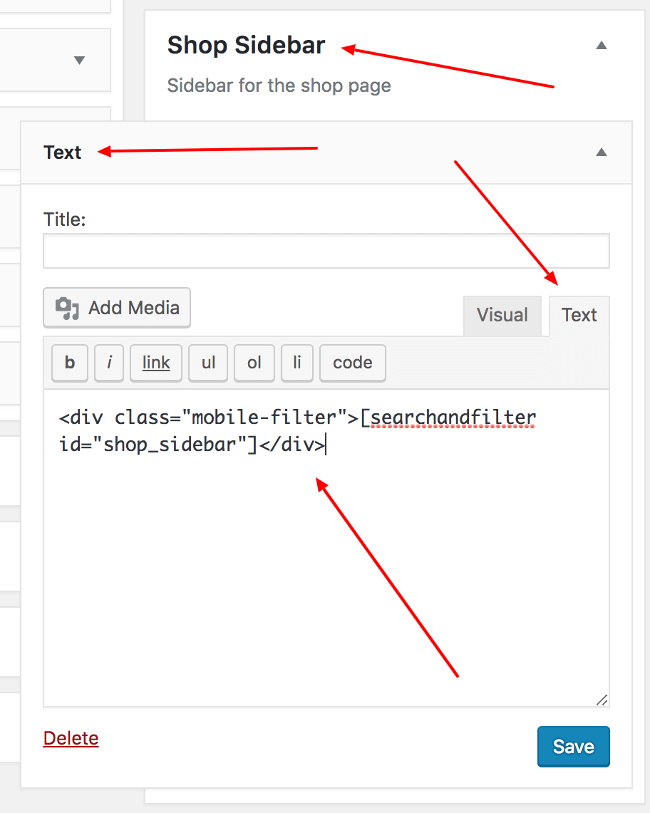 Shop Sidebar
Sidebar for the shop page
Text
Title:
Add Media
Visual
Text
b
i
link
ul
ol
li
code
<div class="mobile-filter">[searchandfilter
id="shop_sidebar"]</div>
Delete
Save